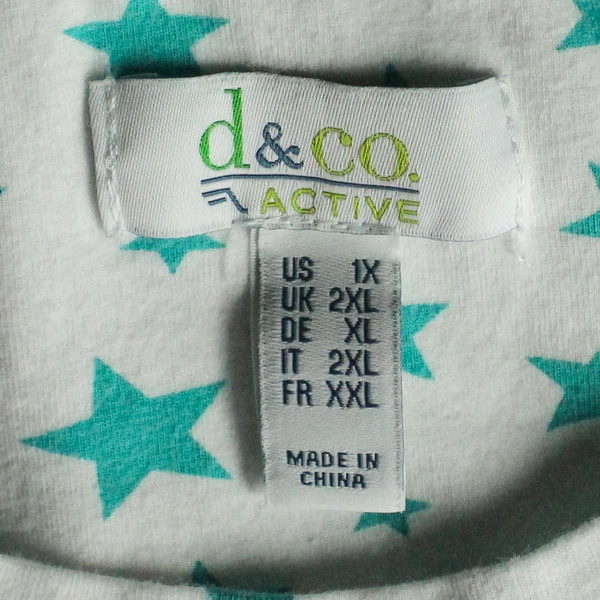 d&co.
ACTIVE
US 1X
UK 2XL
DE XL
IT 2XL
FR XXL
MADE IN
CHINA